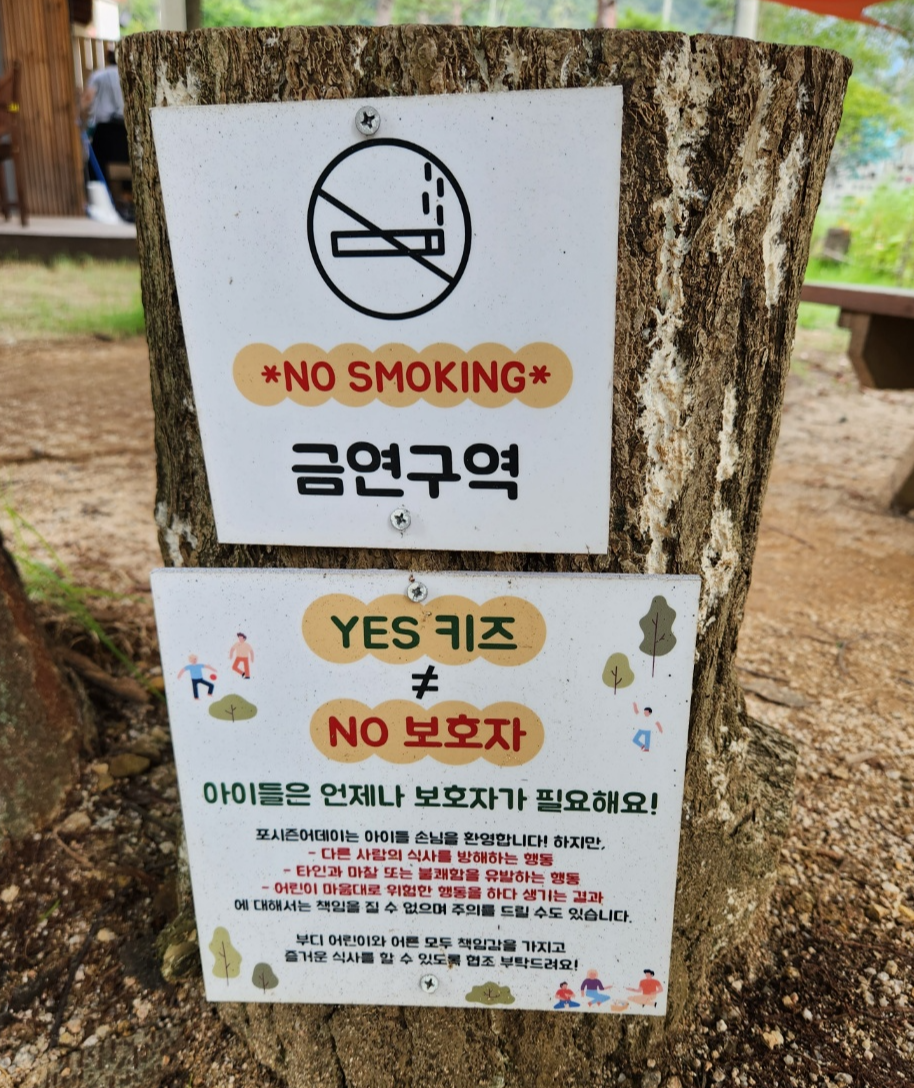 *NO SMOKING*
금연구역
YES 키즈
≠
NO 보호자
아이들은 언제나 보호자가 필요해요!
포시즌어데이는 아이들 손님을 환영합니다! 하지만,
- 다른 사람의 식사를 방해하는 행동
- 타인과 마찰 또는 불쾌함을 유발하는 행동
- 어린이 마음대로 위험한 행동을 하다 생기는 결과
에 대해서는 책임을 질 수 없으며 주의를 드릴 수도 있습니다.
부디 어린이와 어른 모두 책임감을 가지고
즐거운 식사를 할 수 있도록 협조 부탁드려요!